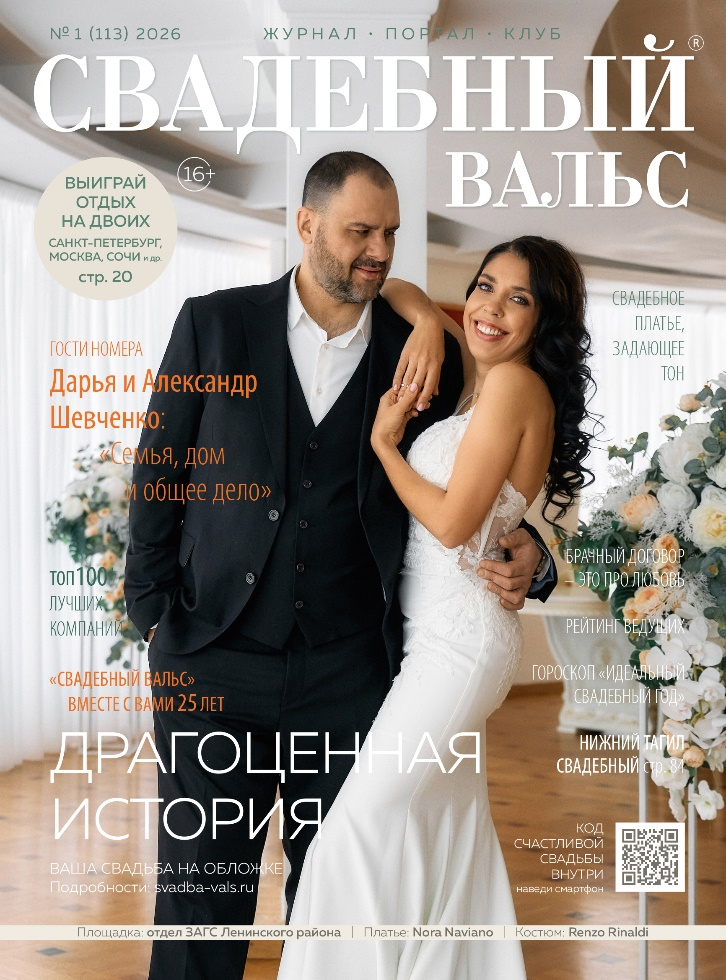 № 1 (113) 2026
ЖУРНАЛ · ПОРТАЛ · КЛУБ
СВАДЕБНЫЙ ®
ВАЛЬС
16+
ВЫИГРАЙ
ОТДЫХ
НА ДВОИХ
САНКТ-ПЕТЕРБУРГ,
МОСКВА, СОЧИ и др.
стр. 20
СВАДЕБНОЕ
ПЛАТЬЕ,
ЗАДАЮЩЕЕ
ТОН
ГОСТИ НОМЕРА
Дарья и Александр
Шевченко:
«Семья, дом
и общее дело»
БРАЧНЫЙ ДОГОВОР
– ЭТО ПРО ЛЮБОВЬ
ТОП100
ЛУЧШИХ
КОМПАНИЙ
РЕЙТИНГ ВЕДУЩИХ
ГОРОСКОП «ИДЕАЛЬНЫЙ
СВАДЕБНЫЙ ГОД»
«СВАДЕБНЫЙ ВАЛЬС»
ВМЕСТЕ С ВАМИ 25 ЛЕТ
НИЖНИЙ ТАГИЛ
СВАДЕБНЫЙ стр. 84
ДРАГОЦЕННАЯ
ИСТОРИЯ
ВАША СВАДЬБА НА ОБЛОЖКЕ
Подробности: svadba-vals.ru
КОД
СЧАСТЛИВОЙ
СВАДЬБЫ
ВНУТРИ
наведи смартфон
Площадка: отдел ЗАГС Ленинского района | Платье: Nora Naviano | Костюм: Renzo Rinaldi